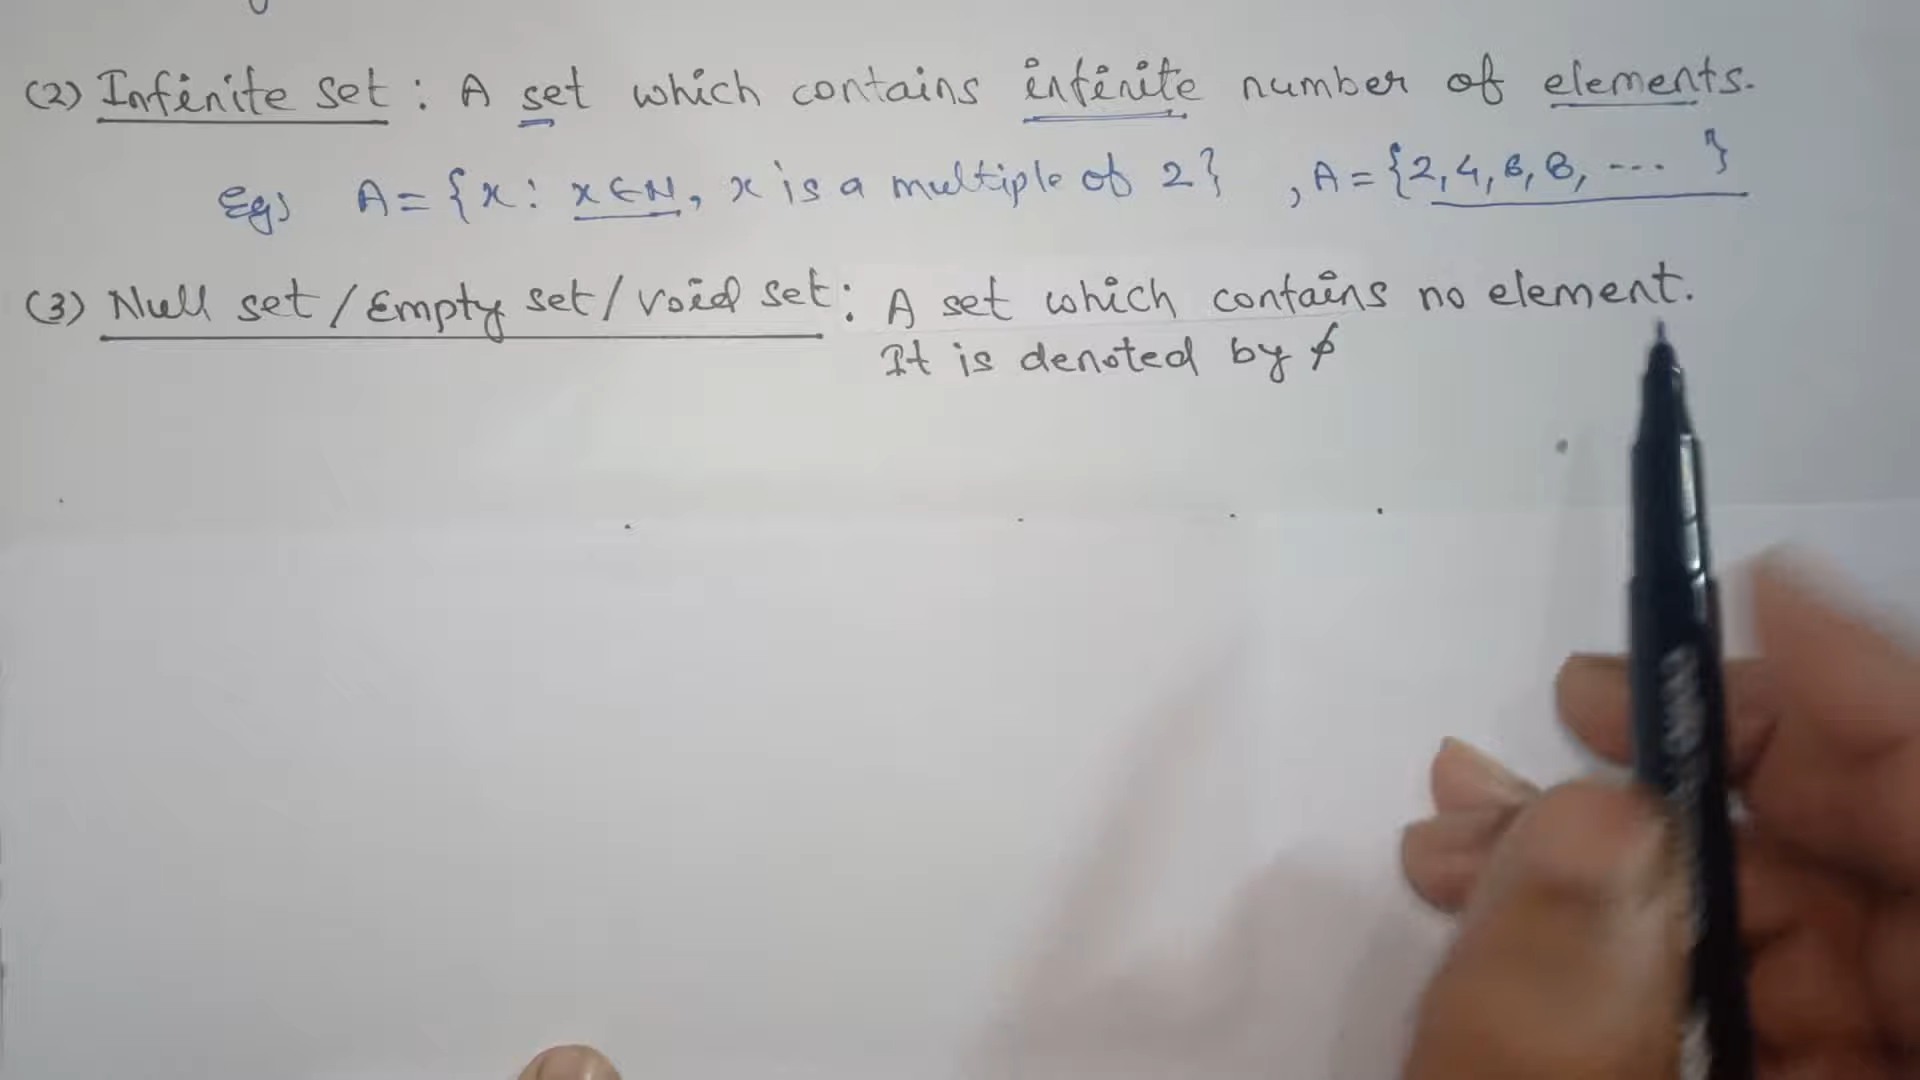 (2) Infinite set : A set which contains infinite number of elements.
Eg, A = {x : x ∈ N, x is a multiple of 2} , A = {2, 4, 6, 8, ---- }
(3) Null set / Empty set / Void set : A set which contains no element.
It is denoted by ϕ